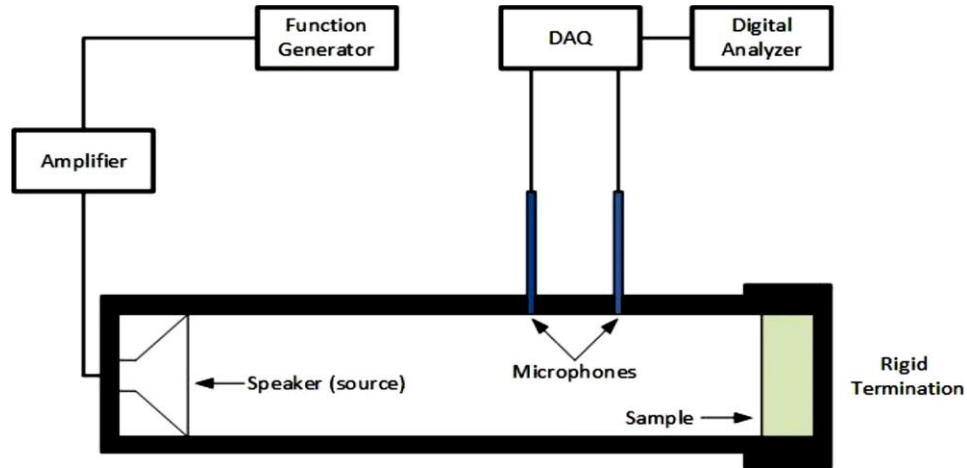 Function
Generator
DAQ
Digital
Analyzer
Amplifier
Speaker (source)
Microphones
Sample
Rigid
Termination